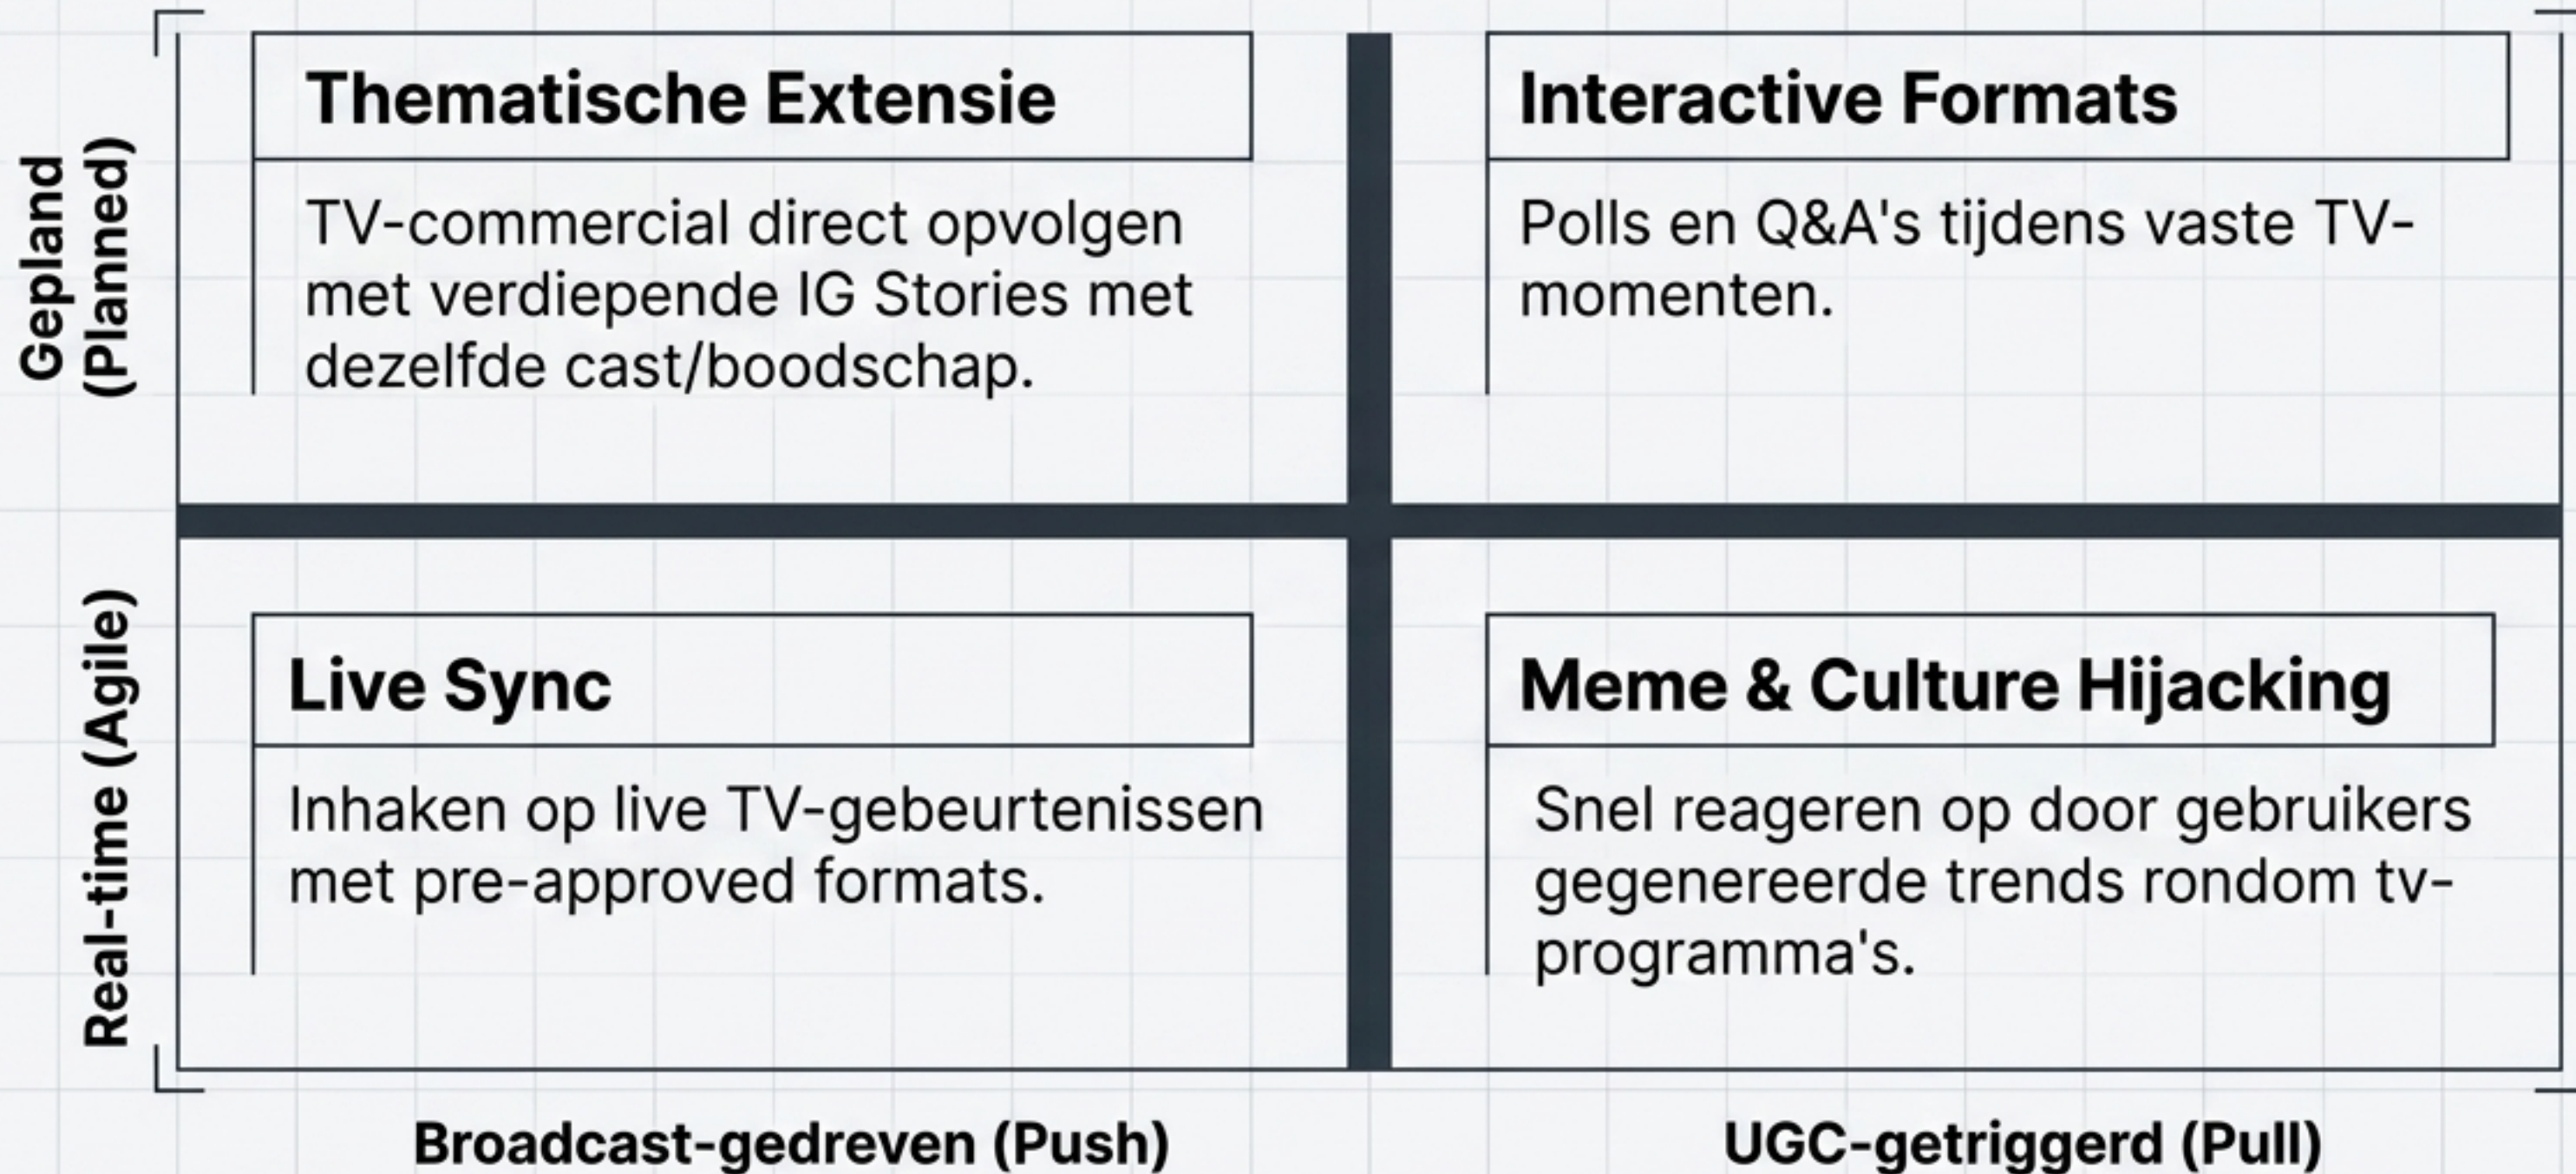 Gepland
(Planned)
Thematische Extensie
TV-commercial direct opvolgen
met verdiepende IG Stories met
dezelfde cast/boodschap.
Interactive Formats
Polls en Q&A's tijdens vaste TV-
momenten.
Real-time (Agile)
Live Sync
Inhaken op live TV-gebeurtenissen
met pre-approved formats.
Meme & Culture Hijacking
Snel reageren op door gebruikers
gegenereerde trends rondom tv-
programma's.
Broadcast-gedreven (Push)
UGC-getriggerd (Pull)